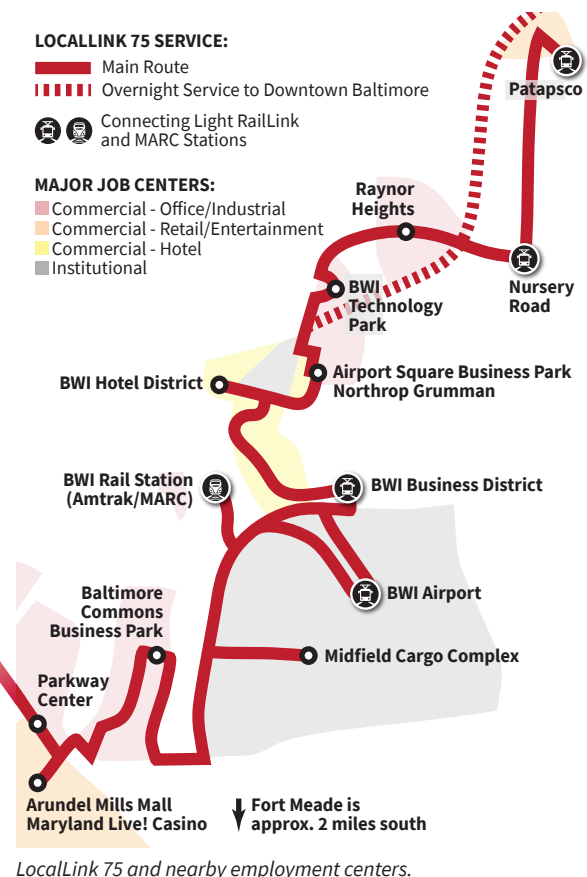 LOCALLINK 75 SERVICE:
Main Route
Overnight Service to Downtown Baltimore
Connecting Light RailLink
and MARC Stations
MAJOR JOB CENTERS:
Commercial - Office/Industrial
Commercial - Retail/Entertainment
Commercial - Hotel
Institutional
Patapsco
Raynor
Heights
Nursery
Road
BWI
Technology
Park
Airport Square Business Park
Northrop Grumman
BWI Hotel District
BWI Rail Station
(Amtrak/MARC)
BWI Business District
BWI Airport
Baltimore
Commons
Business Park
Midfield Cargo Complex
Parkway
Center
Arundel Mills Mall
Maryland Live! Casino
Fort Meade is
approx. 2 miles south
LocalLink 75 and nearby employment centers.